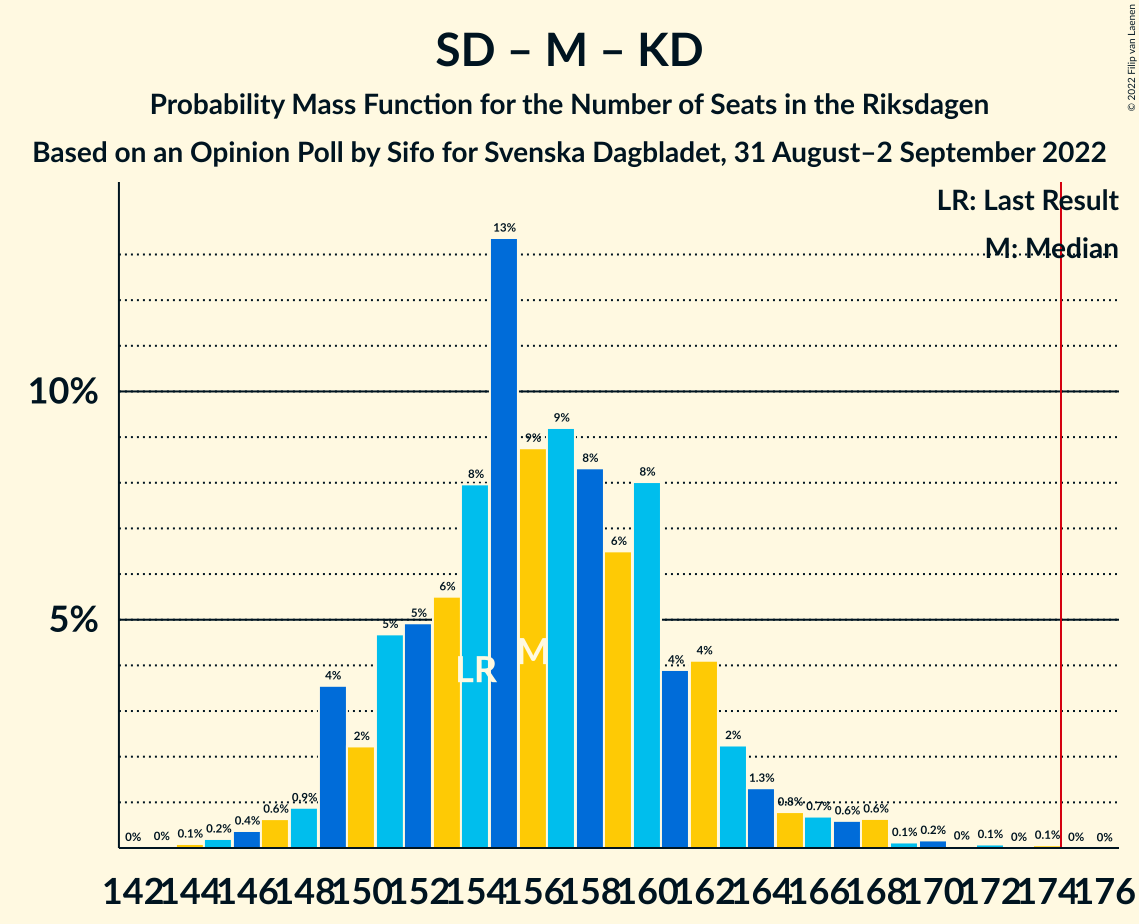 SD – M – KD
Probability Mass Function for the Number of Seats in the Riksdagen
Based on an Opinion Poll by Sifo for Svenska Dagbladet, 31 August–2 September 2022
© 2022 Filip van Laenen
LR: Last Result
M: Median
10%
5%
0% 0% 0.1% 0.2% 0.4% 0.6% 0.9% 4% 2% 5% 5% 6% 8% 13% 9% 9% 8% 6% 8% 4% 4% 2% 1.3% 0.8% 0.7% 0.6% 0.6% 0.1% 0.2% 0% 0.1% 0% 0.1% 0% 0%
LR M
142 144 146 148 150 152 154 156 158 160 162 164 166 168 170 172 174 176